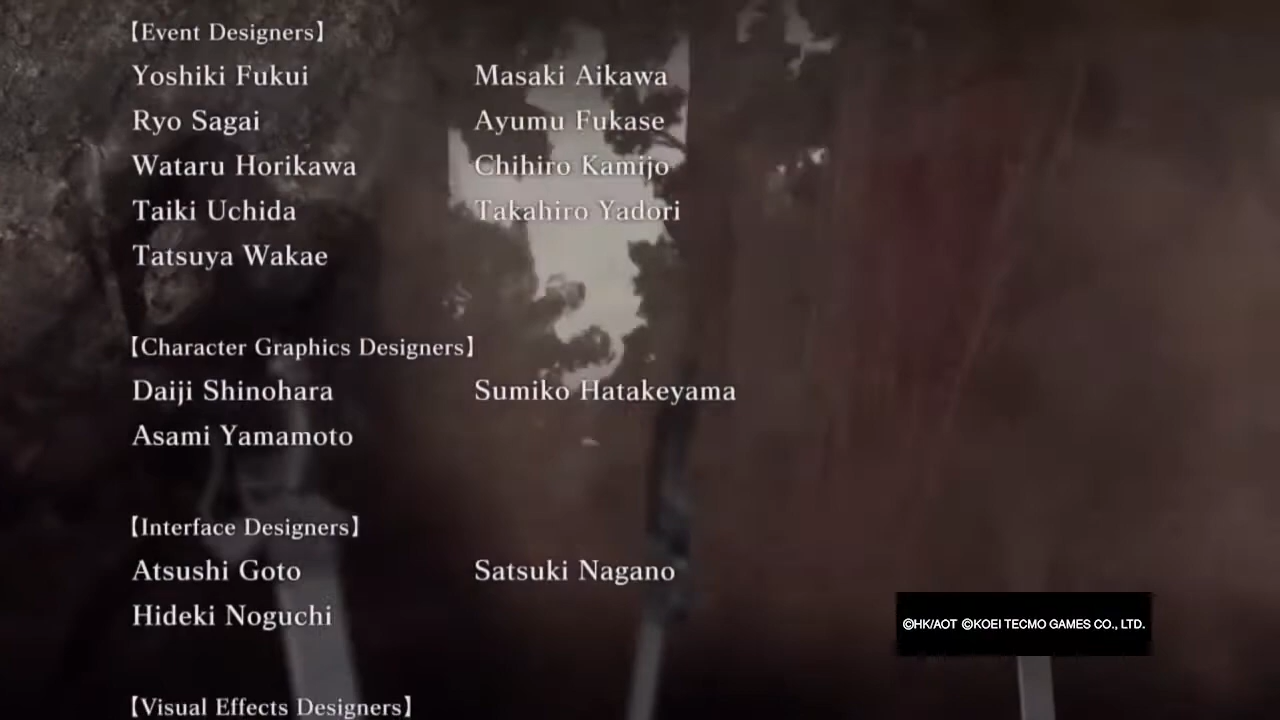 【Event Designers】
Yoshiki Fukui Masaki Aikawa
Ryo Sagai Ayumu Fukase
Wataru Horikawa Chihiro Kamijo
Taiki Uchida Takahiro Yadori
Tatsuya Wakae
【Character Graphics Designers】
Daiji Shinohara Sumiko Hatakeyama
Asami Yamamoto
【Interface Designers】
Atsushi Goto Satsuki Nagano
Hideki Noguchi
©HK/AOT ©KOEI TECMO GAMES CO., LTD.
【Visual Effects Designers】